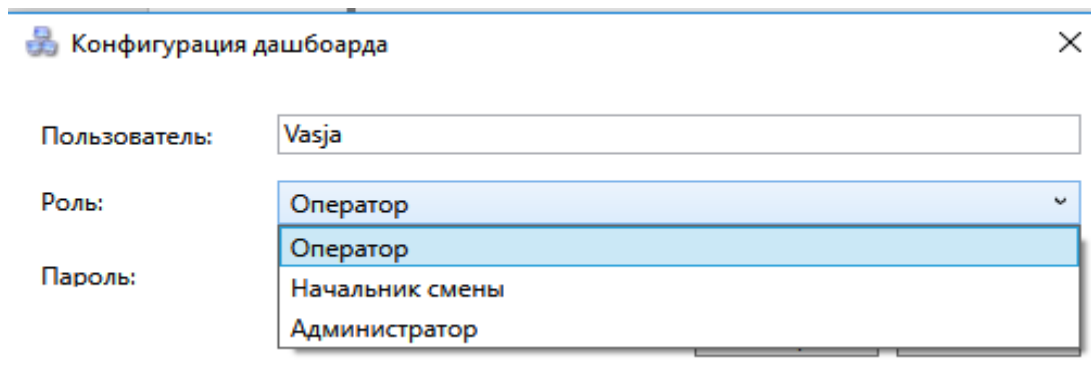 Конфигурация дашбоарда
Пользователь: Vasja
Роль: Оператор
Оператор
Пароль:
Начальник смены
Администратор